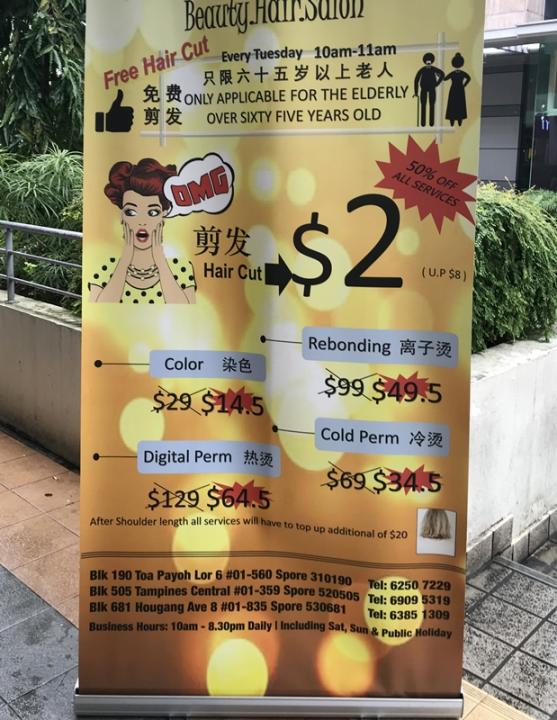 Beauty.Hair.Salon
Free Hair Cut
Every Tuesday 10am-11am
只限六十五岁以上老人
免费
剪发
ONLY APPLICABLE FOR THE ELDERLY
OVER SIXTY FIVE YEARS OLD
50% OFF
ALL SERVICES
OMG
剪发
Hair Cut
$2
( U.P $8 )
Rebonding 离子烫
$99 $49.5
Color 染色
$29 $14.5
Cold Perm 冷烫
$69 $34.5
Digital Perm 热烫
$129 $64.5
After Shoulder length all services will have to top up additional of $20
Blk 190 Toa Payoh Lor 6 #01-560 Spore 310190 Tel: 6250 7229
Blk 505 Tampines Central #01-359 Spore 520505 Tel: 6909 5319
Blk 681 Hougang Ave 8 #01-835 Spore 530681 Tel: 6385 1309
Business Hours: 10am - 8.30pm Daily | Including Sat, Sun & Public Holiday